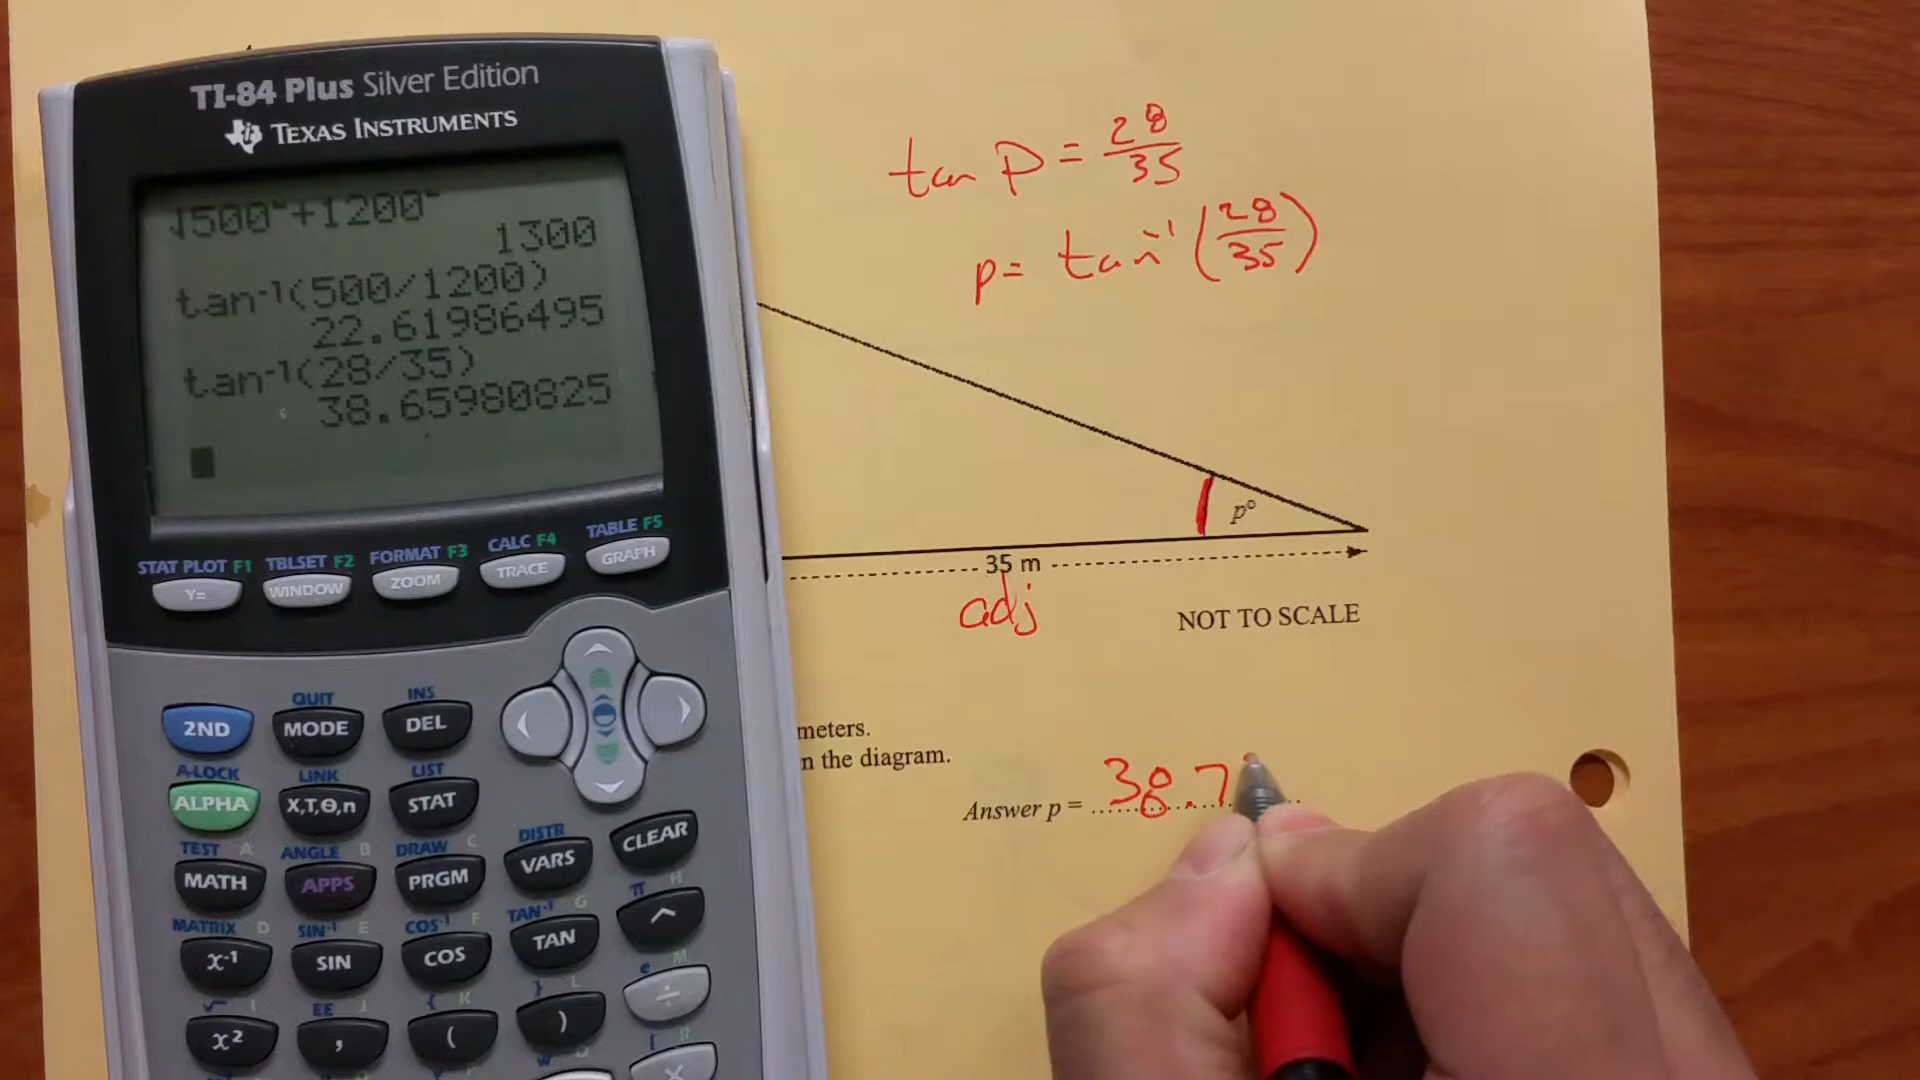 TI-84 Plus Silver Edition
TEXAS INSTRUMENTS
√500²+1200²
1300
tan⁻¹(500/1200)
22.61986495
tan⁻¹(28/35)
38.65980825
STAT PLOT F1 TBLSET F2 FORMAT F3 CALC F4 TABLE F5
Y= WINDOW ZOOM TRACE GRAPH
QUIT INS
2ND MODE DEL
A-LOCK LINK LIST
ALPHA X,T,Θ,n STAT
TEST A ANGLE B DRAW C DISTR
MATH APPS PRGM VARS CLEAR
MATRIX D SIN⁻¹ E COS⁻¹ F TAN⁻¹ G π H
x⁻¹ SIN COS TAN ^
√ I EE J { K } L e M
x² , ( ) ÷
[ R
×
tan P = 28/35
p = tan⁻¹(28/35)
p°
35 m
adj
NOT TO SCALE
meters.
n the diagram.
Answer p = 38.7